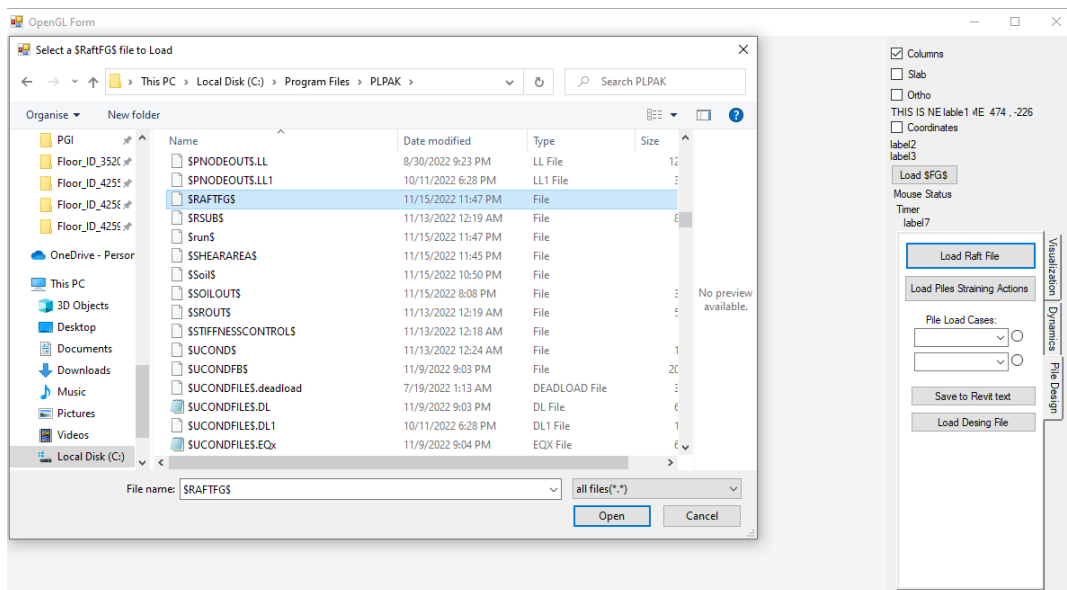 OpenGL Form
Select a $RaftFG$ file to Load
This PC > Local Disk (C:) > Program Files > PLPAK >
Search PLPAK
Organise
New folder
PGI
Floor_ID_352(
Floor_ID_4255
Floor_ID_425€
Floor_ID_4259
OneDrive - Person
This PC
3D Objects
Desktop
Documents
Downloads
Music
Pictures
Videos
Local Disk (C:)
Name Date modified Type Size
$PNODEOUT$.LL 8/30/2022 9:23 PM LL File 12
$PNODEOUT$.LL1 10/11/2022 6:28 PM LL1 File
$RAFTFG$ 11/15/2022 11:47 PM File
$RSUB$ 11/13/2022 12:19 AM File 8
$run$ 11/15/2022 11:47 PM File
$SHEARAREA$ 11/15/2022 11:45 PM File
$Soil$ 11/15/2022 10:50 PM File
$SOILOUT$ 11/15/2022 8:08 PM File
$SROUT$ 11/13/2022 12:19 AM File
$STIFFNESSCONTROL$ 11/13/2022 12:18 AM File
$UCOND$ 11/13/2022 12:24 AM File 1
$UCONDFB$ 11/9/2022 9:03 PM File 20
$UCONDFILE$.deadload 7/19/2022 1:13 AM DEADLOAD File
$UCONDFILE$.DL 11/9/2022 9:03 PM DL File
$UCONDFILE$.DL1 10/11/2022 6:28 PM DL1 File 1
$UCONDFILE$.EQx 11/9/2022 9:04 PM EQX File
No preview
available.
File name: $RAFTFG$
all files(*.*)
Open
Cancel
Columns
Slab
Ortho
THIS IS NE lable1 ME 474 , -226
Coordinates
label2
label3
Load $FG$
Mouse Status
Timer
label7
Load Raft File
Load Piles Straining Actions
Pile Load Cases:
Save to Revit text
Load Desing File
Visualization
Dynamics
Pile Design